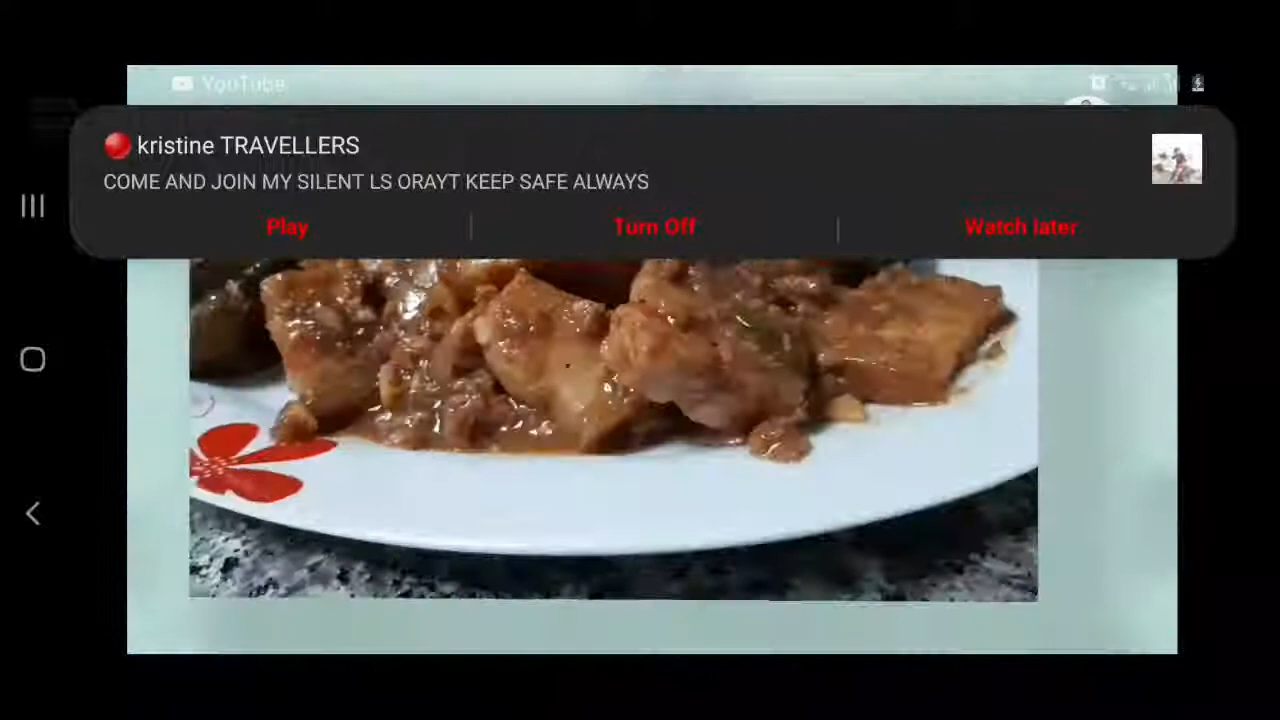 YouTube
kristine TRAVELLERS
COME AND JOIN MY SILENT LS ORAYT KEEP SAFE ALWAYS
Play
Turn Off
Watch later